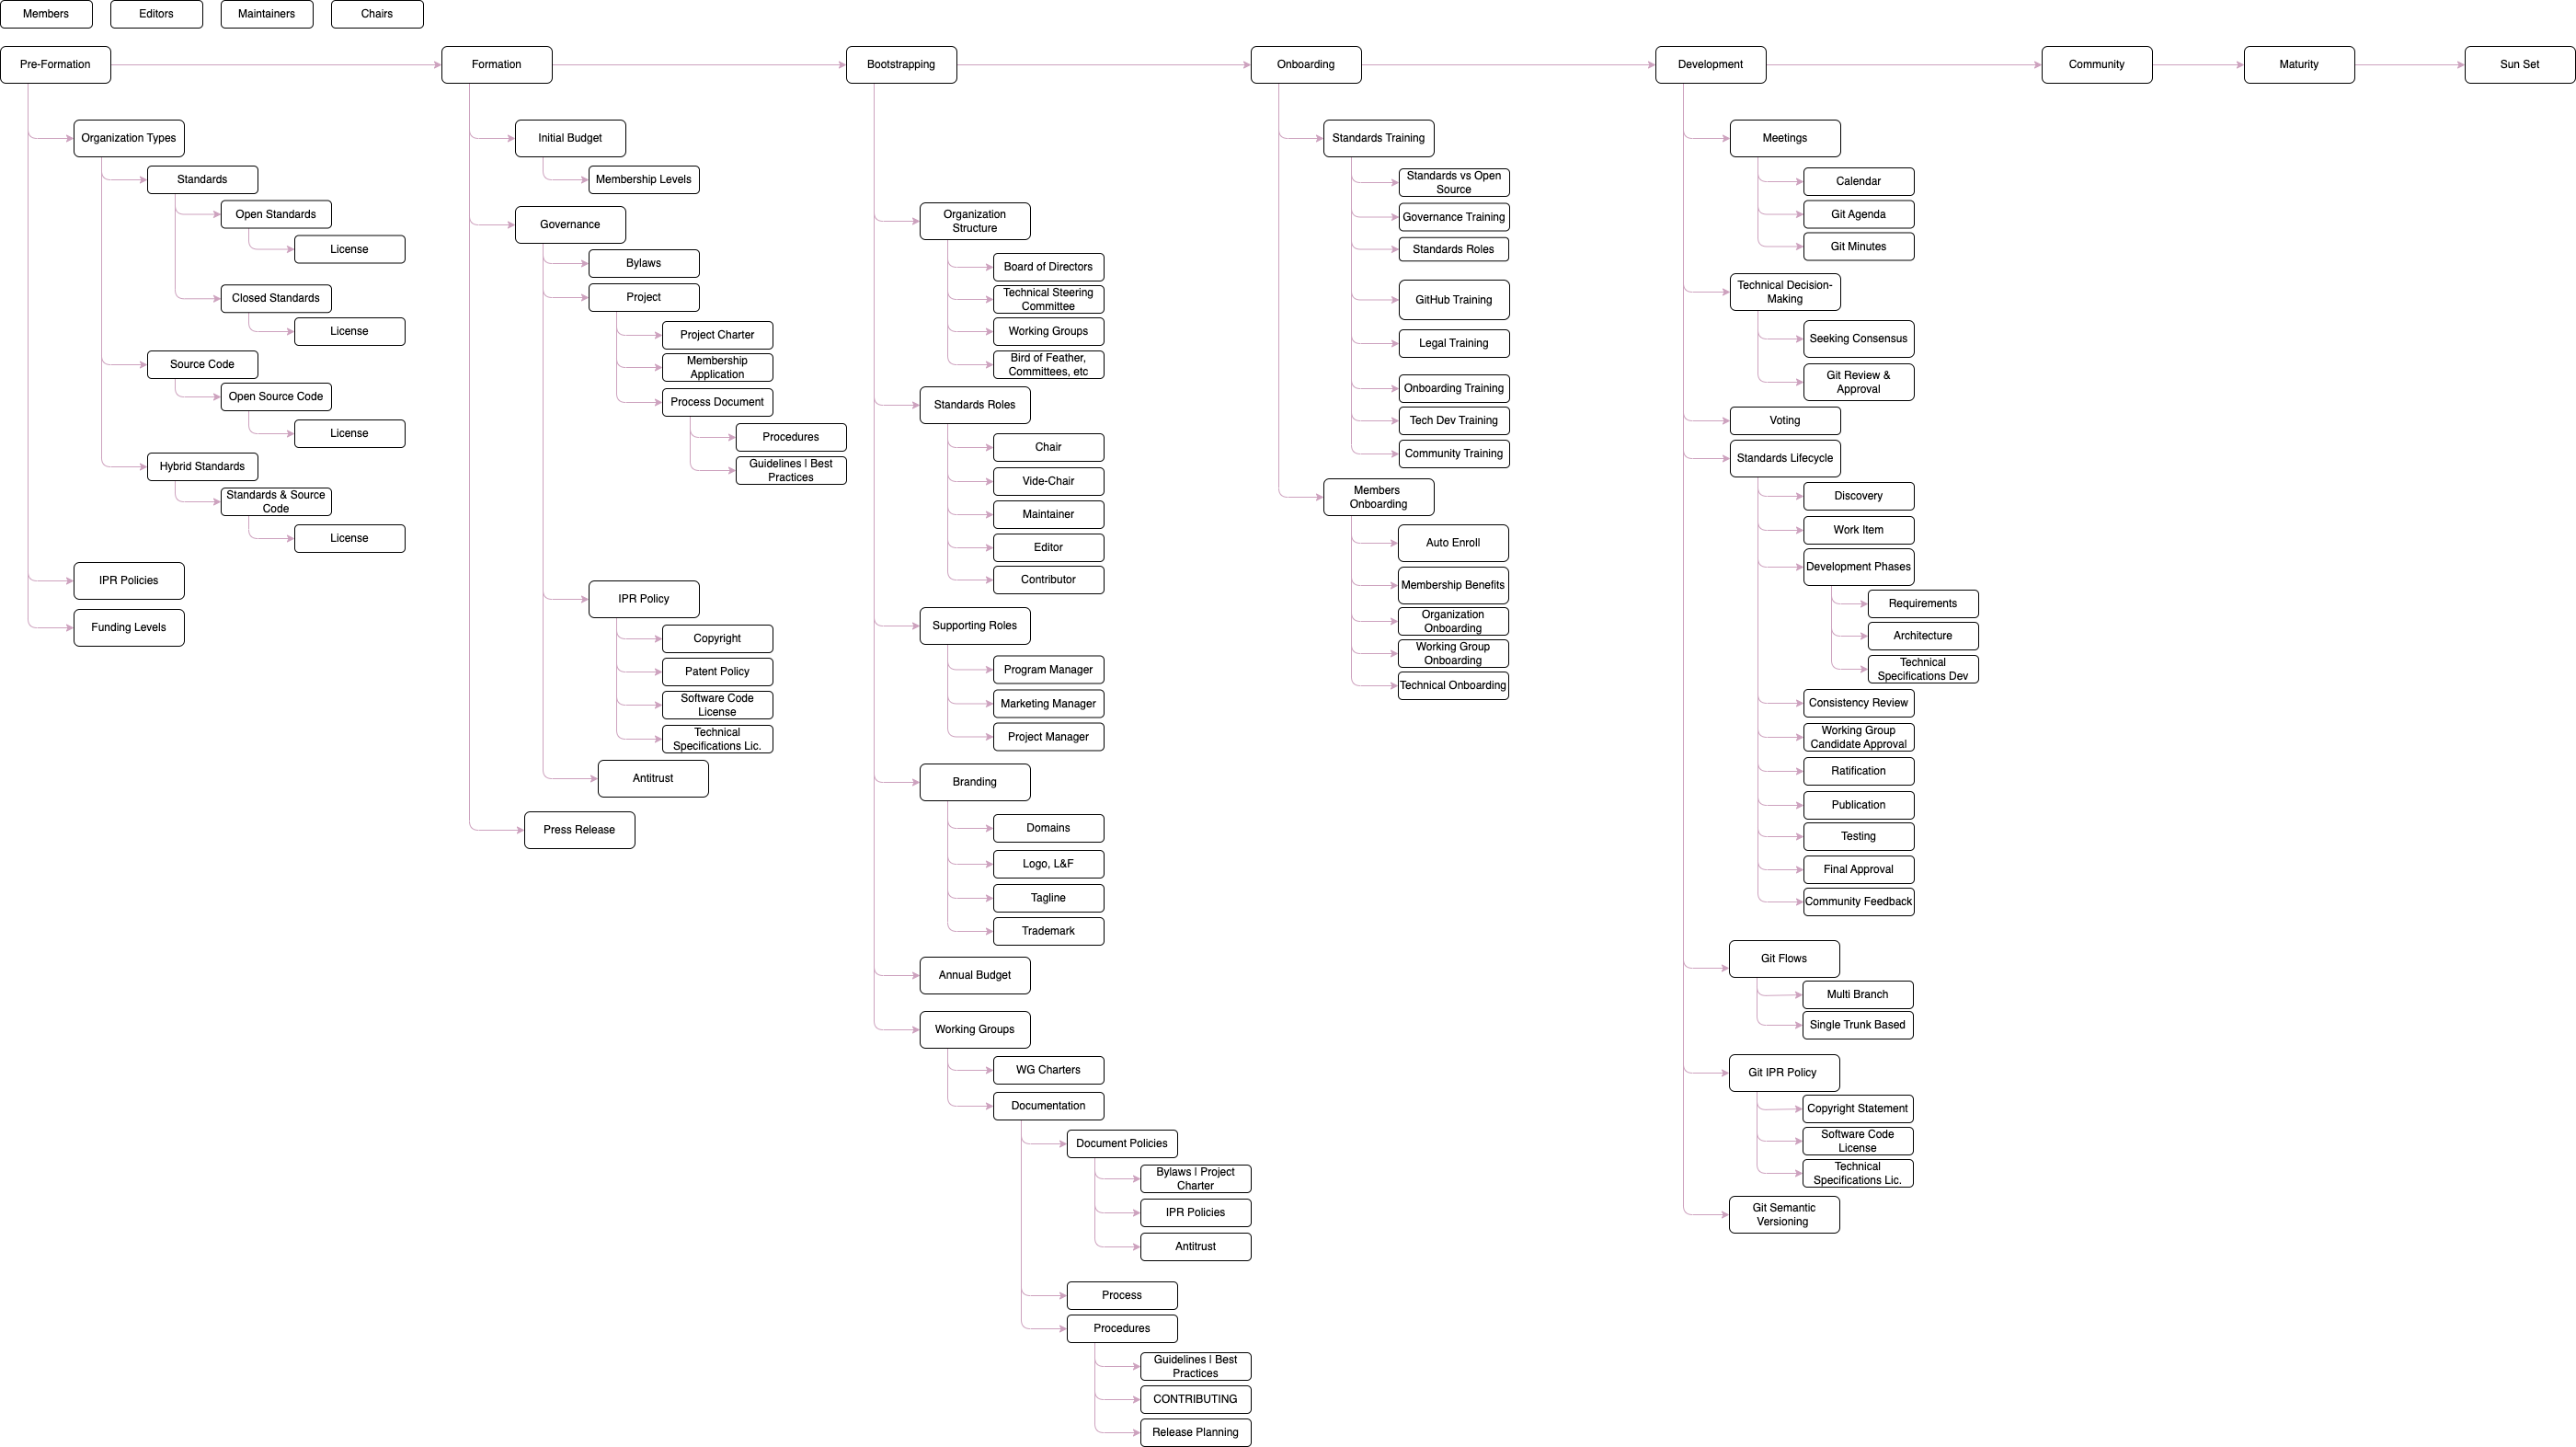 Members
Editors
Maintainers
Chairs
Pre-Formation
Formation
Bootstrapping
Onboarding
Development
Community
Maturity
Sun Set
Organization Types
Standards
Open Standards
License
Closed Standards
License
Source Code
Open Source Code
License
Hybrid Standards
Standards & Source
Code
License
IPR Policies
Funding Levels
Initial Budget
Membership Levels
Governance
Bylaws
Project
Project Charter
Membership
Application
Process Document
Procedures
Guidelines | Best
Practices
IPR Policy
Copyright
Patent Policy
Software Code
License
Technical
Specifications Lic.
Antitrust
Press Release
Organization
Structure
Board of Directors
Technical Steering
Committee
Working Groups
Bird of Feather,
Committees, etc
Standards Roles
Chair
Vide-Chair
Maintainer
Editor
Contributor
Supporting Roles
Program Manager
Marketing Manager
Project Manager
Branding
Domains
Logo, L&F
Tagline
Trademark
Annual Budget
Working Groups
WG Charters
Documentation
Document Policies
Bylaws | Project
Charter
IPR Policies
Antitrust
Process
Procedures
Guidelines | Best
Practices
CONTRIBUTING
Release Planning
Standards Training
Standards vs Open
Source
Governance Training
Standards Roles
GitHub Training
Legal Training
Onboarding Training
Tech Dev Training
Community Training
Members
Onboarding
Auto Enroll
Membership Benefits
Organization
Onboarding
Working Group
Onboarding
Technical Onboarding
Meetings
Calendar
Git Agenda
Git Minutes
Technical Decision-
Making
Seeking Consensus
Git Review &
Approval
Voting
Standards Lifecycle
Discovery
Work Item
Development Phases
Requirements
Architecture
Technical
Specifications Dev
Consistency Review
Working Group
Candidate Approval
Ratification
Publication
Testing
Final Approval
Community Feedback
Git Flows
Multi Branch
Single Trunk Based
Git IPR Policy
Copyright Statement
Software Code
License
Technical
Specifications Lic.
Git Semantic
Versioning